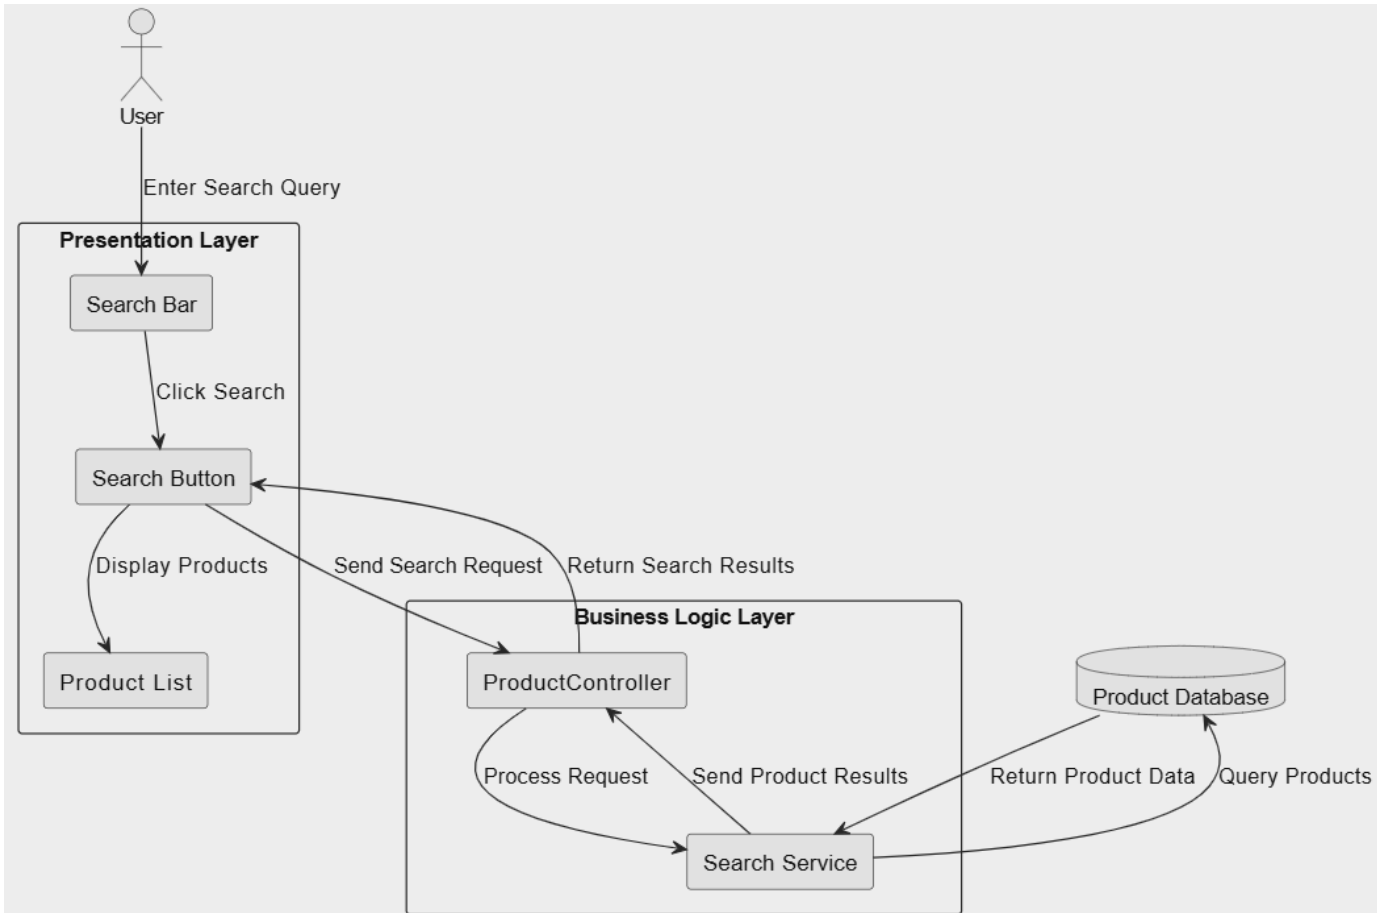 User
Enter Search Query
Presentation Layer
Search Bar
Click Search
Search Button
Display Products
Send Search Request
Return Search Results
Business Logic Layer
Product List
ProductController
Product Database
Process Request
Send Product Results
Return Product Data
Query Products
Search Service